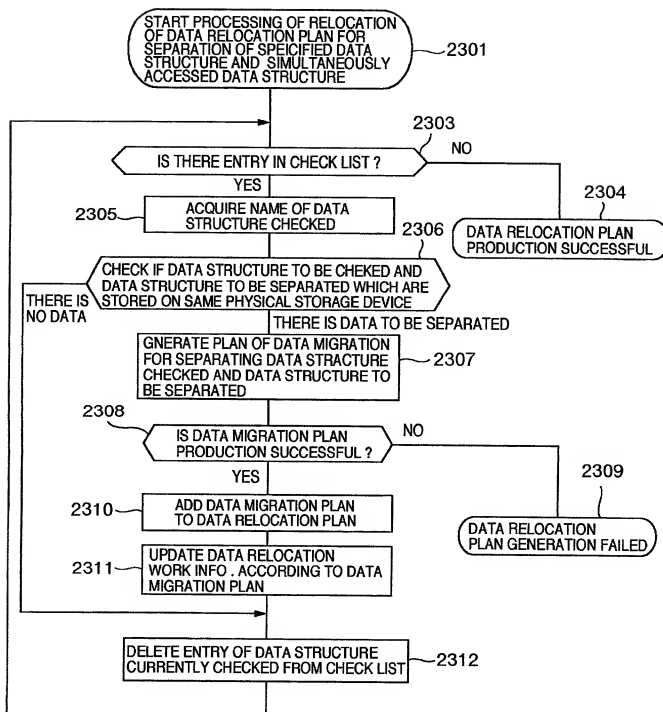 START PROCESSING OF RELOCATION
OF DATA RELOCATION PLAN FOR
SEPARATION OF SPEICIFIED DATA
STRUCTURE AND SIMULTANEOUSLY
ACCESSED DATA STRUCTURE
2301
2303
IS THERE ENTRY IN CHECK LIST ?
NO
YES
2304
DATA RELOCATION PLAN
PRODUCTION SUCCESSFUL
2305
ACQUIRE NAME OF DATA
STRUCTURE CHECKED
2306
CHECK IF DATA STRUCTURE TO BE CHEKED AND
DATA STRUCTURE TO BE SEPARATED WHICH ARE
STORED ON SAME PHYSICAL STORAGE DEVICE
THERE IS
NO DATA
THERE IS DATA TO BE SEPARATED
GNERATE PLAN OF DATA MIGRATION
FOR SEPARATING DATA STRACTURE
CHECKED AND DATA STRUCTURE TO
BE SEPARATED
2307
2308
IS DATA MIGRATION PLAN
PRODUCTION SUCCESSFUL ?
NO
YES
2309
DATA RELOCATION
PLAN GENERATION FAILED
2310
ADD DATA MIGRATION PLAN
TO DATA RELOCATION PLAN
2311
UPDATE DATA RELOCATION
WORK INFO . ACCORDING TO DATA
MIGRATION PLAN
DELETE ENTRY OF DATA STRUCTURE
CURRENTLY CHECKED FROM CHECK LIST
2312